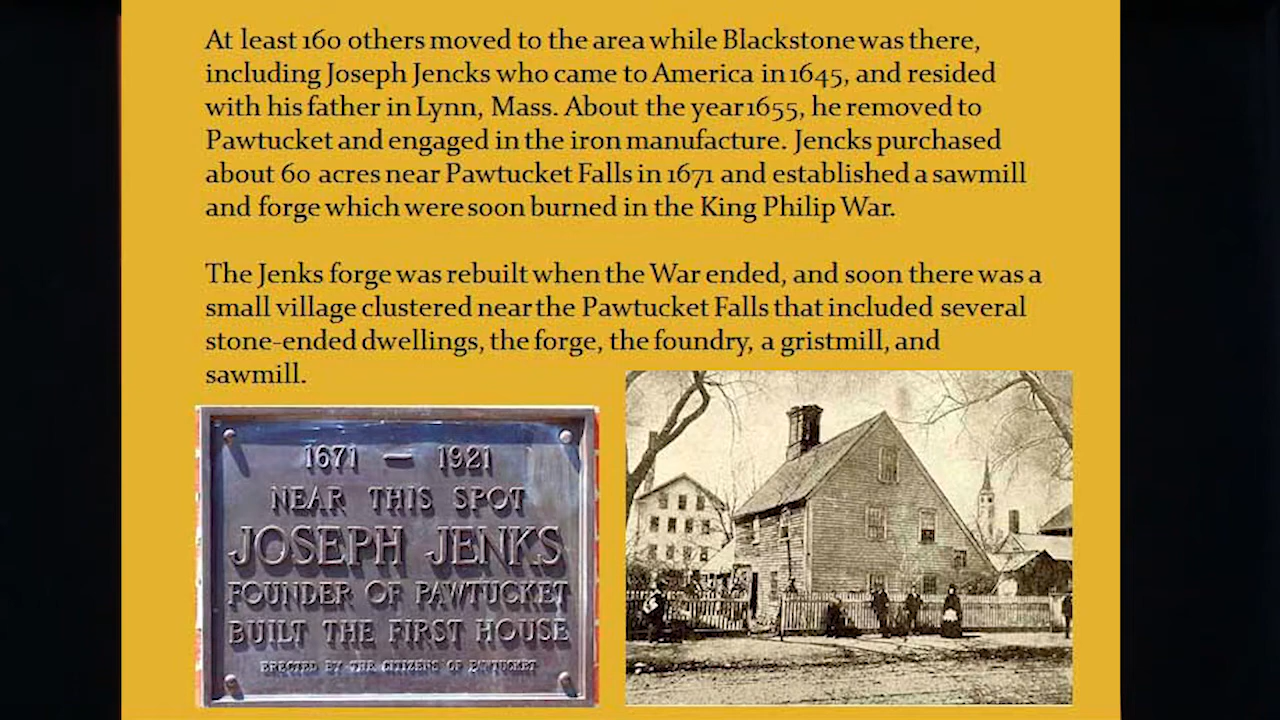 At least 160 others moved to the area while Blackstone was there,
including Joseph Jencks who came to America in 1645, and resided
with his father in Lynn, Mass. About the year 1655, he removed to
Pawtucket and engaged in the iron manufacture. Jencks purchased
about 60 acres near Pawtucket Falls in 1671 and established a sawmill
and forge which were soon burned in the King Philip War.
The Jenks forge was rebuilt when the War ended, and soon there was a
small village clustered near the Pawtucket Falls that included several
stone-ended dwellings, the forge, the foundry, a gristmill, and
sawmill.
1671 — 1921
NEAR THIS SPOT
JOSEPH JENKS
FOUNDER OF PAWTUCKET
BUILT THE FIRST HOUSE
ERECTED BY THE CITIZENS OF PAWTUCKET